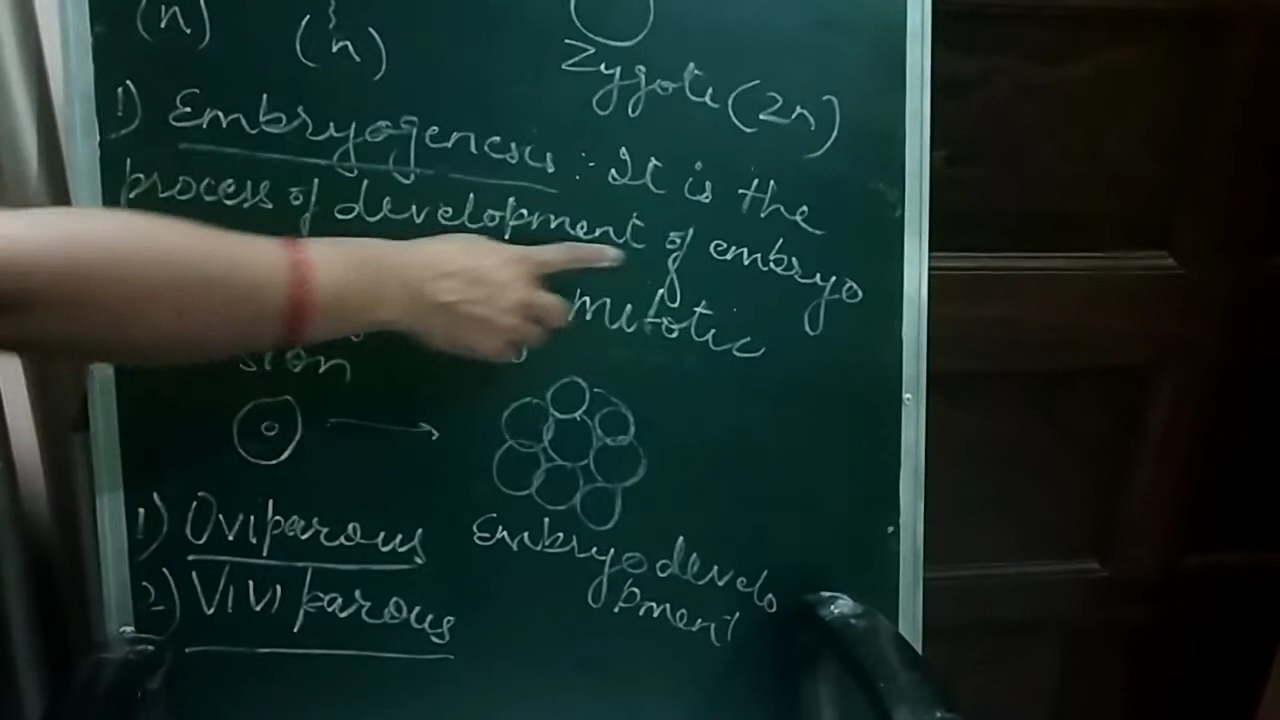 (n) (n)
Zygote (2n)
1) Embryogenesis :- It is the
process of development of embryo
mitotic
sion
1) Oviparous
2) Viviparous
Embryo develo
pment